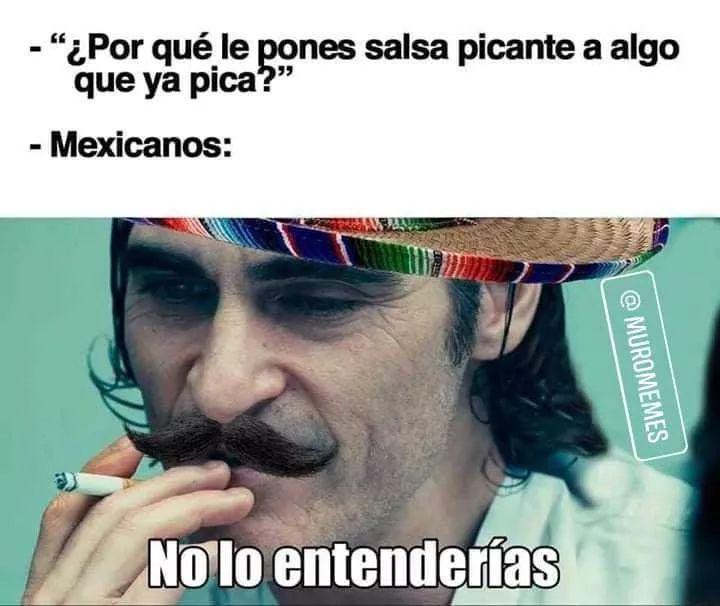 - “¿Por qué le pones salsa picante a algo
que ya pica?”
- Mexicanos:
@ MUROMEMES
No lo entenderías